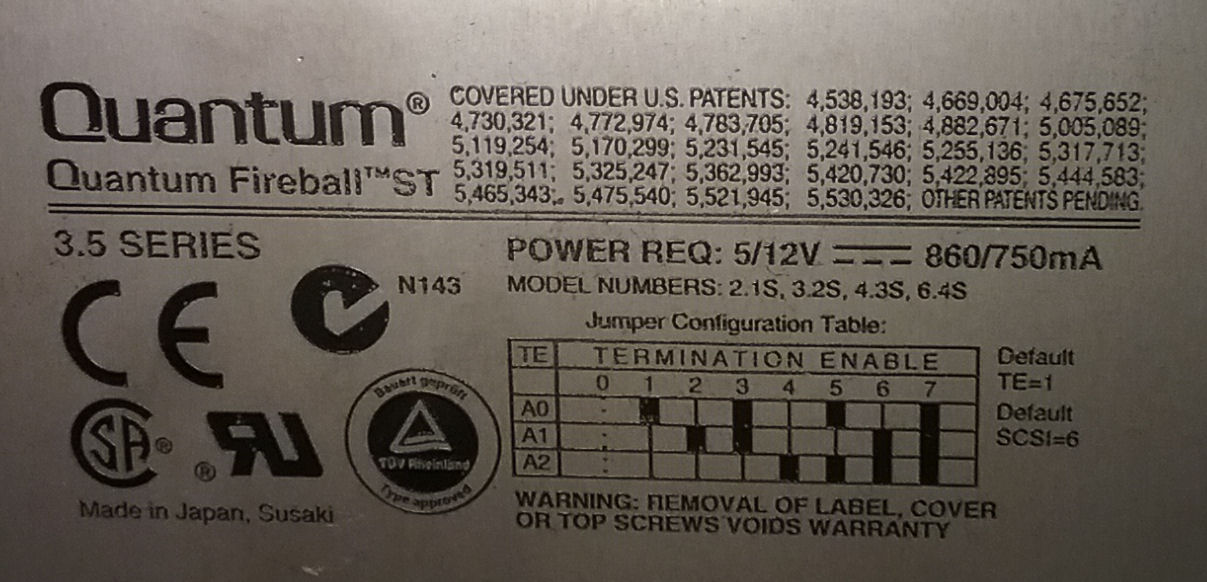 Quantum® COVERED UNDER U.S. PATENTS: 4,538,193; 4,669,004; 4,675,652;
4,730,321; 4,772,974; 4,783,705; 4,819,153; 4,882,671; 5,005,089;
5,119,254; 5,170,299; 5,231,545; 5,241,546; 5,255,136; 5,317,713;
Quantum Fireball™ST 5,319,511; 5,325,247; 5,362,993; 5,420,730; 5,422,895; 5,444,583;
5,465,343; 5,475,540; 5,521,945; 5,530,326; OTHER PATENTS PENDING.
3.5 SERIES
POWER REQ: 5/12V 860/750mA
CE
N143
MODEL NUMBERS: 2.1S, 3.2S, 4.3S, 6.4S
Jumper Configuration Table:
TE TERMINATION ENABLE
0 1 2 3 4 5 6 7
A0
A1
A2
Default
TE=1
Default
SCSI=6
SA®
®RU
Bauart geprüft
TÜV Rheinland
Type approved
Made in Japan, Susaki
WARNING: REMOVAL OF LABEL, COVER
OR TOP SCREWS VOIDS WARRANTY